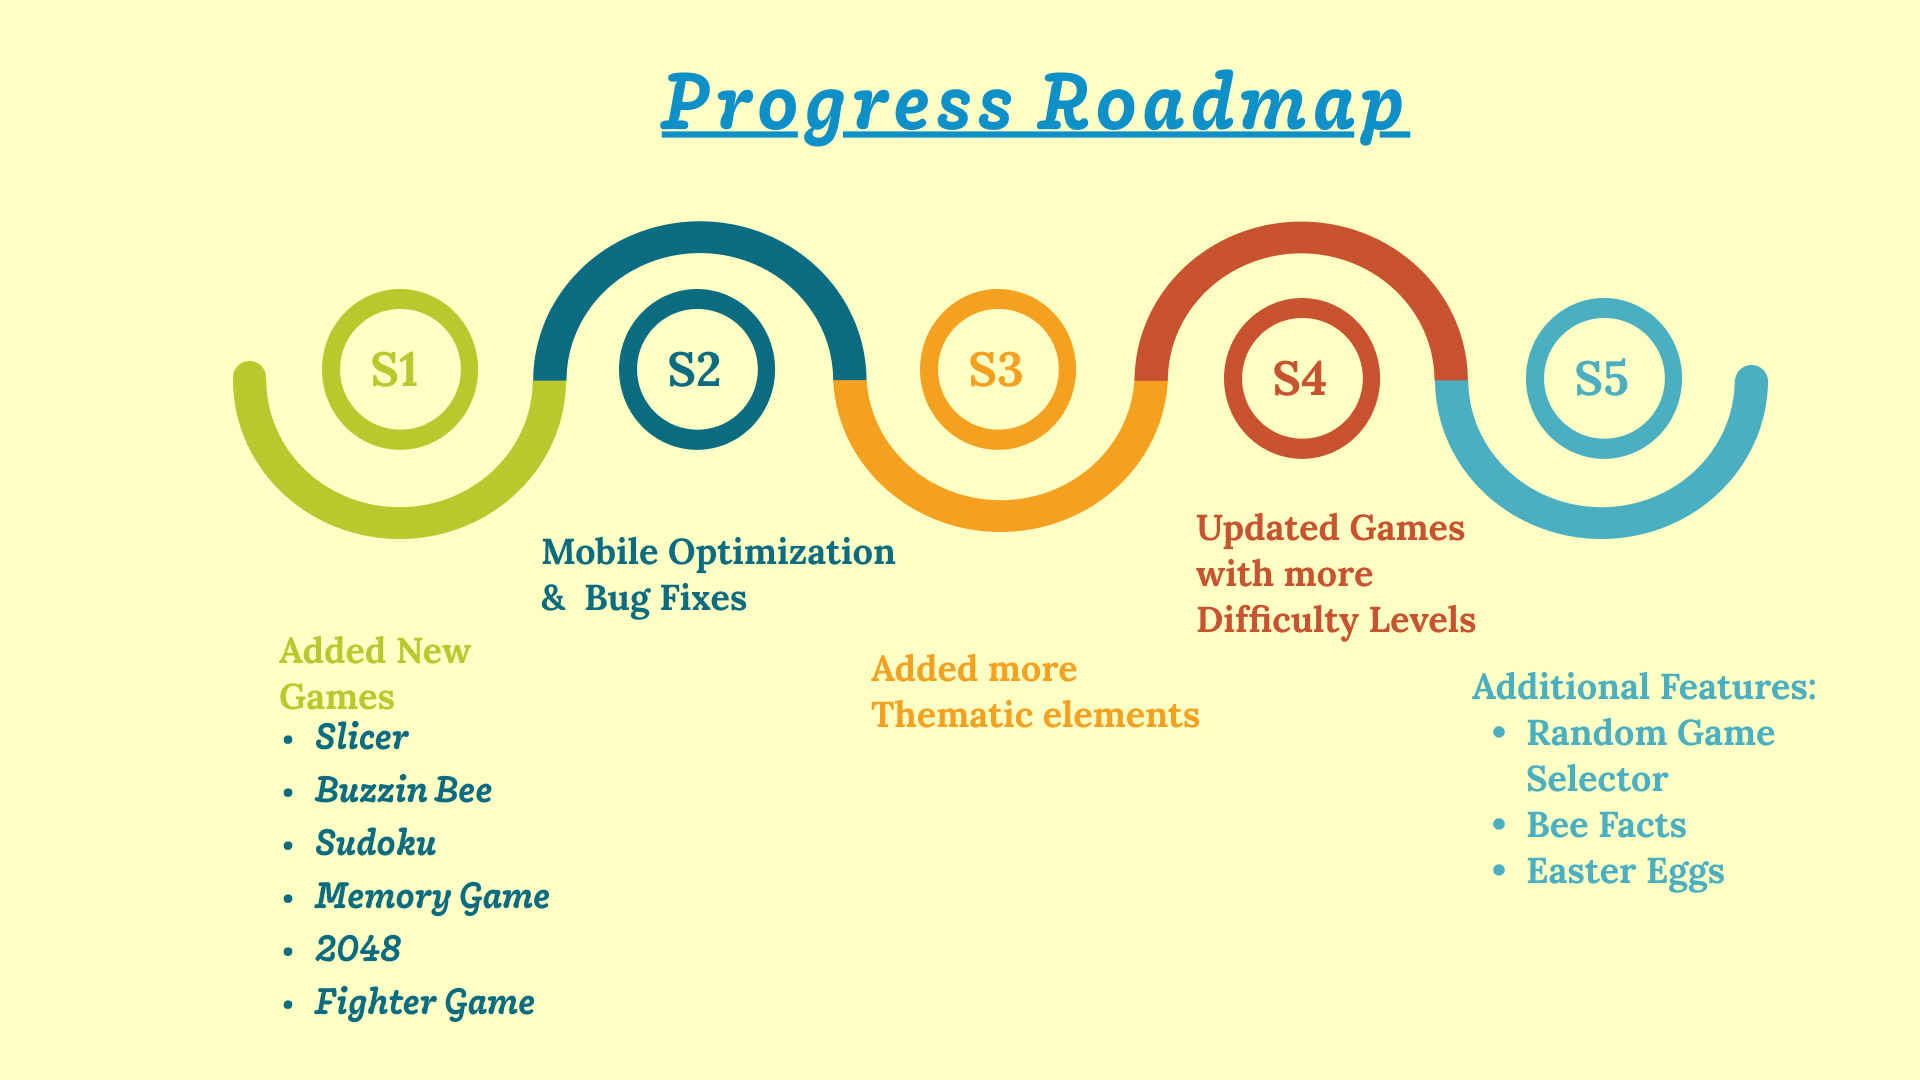 Progress Roadmap
S1
S2
S3
S4
S5
Added New
Games
• Slicer
• Buzzin Bee
• Sudoku
• Memory Game
• 2048
• Fighter Game
Mobile Optimization
& Bug Fixes
Added more
Thematic elements
Updated Games
with more
Difficulty Levels
Additional Features:
• Random Game
Selector
• Bee Facts
• Easter Eggs